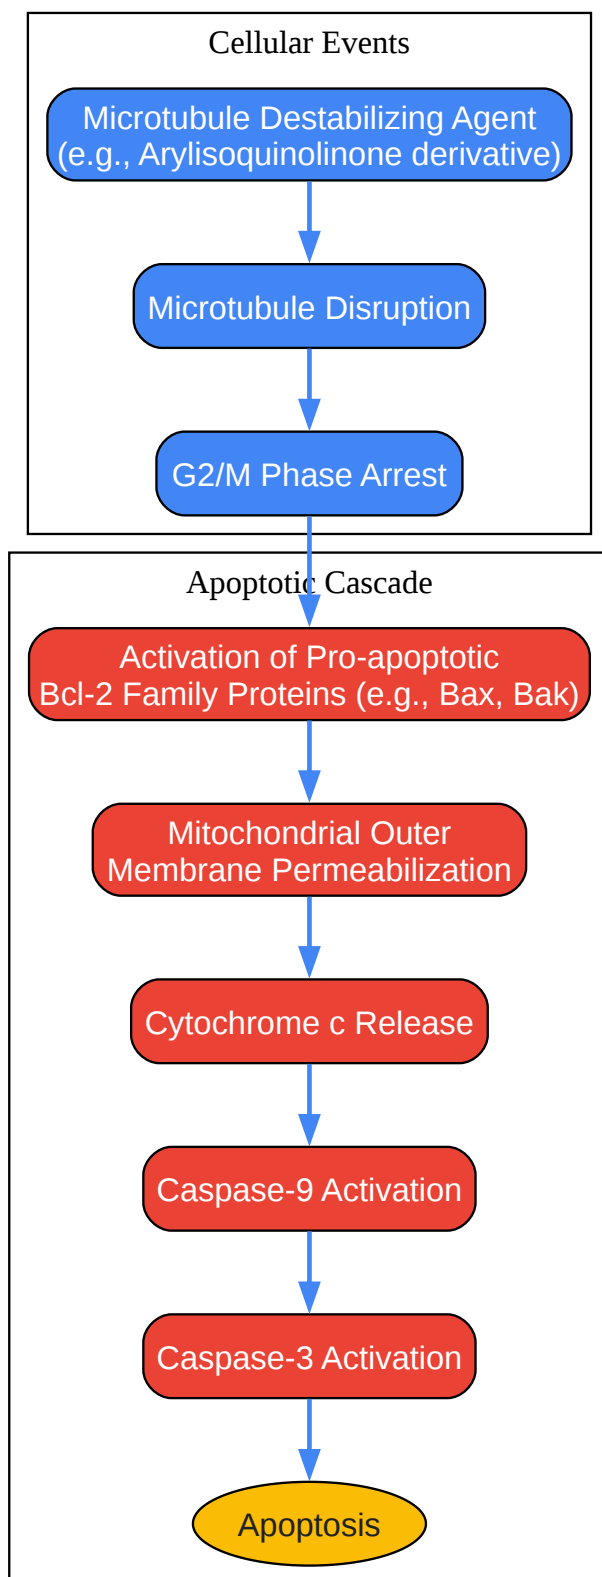 Cellular Events
Microtubule Destabilizing Agent
(e.g., Arylisoquinolinone derivative)
Microtubule Disruption
G2/M Phase Arrest
Apoptotic Cascade
Activation of Pro-apoptotic
Bcl-2 Family Proteins (e.g., Bax, Bak)
Mitochondrial Outer
Membrane Permeabilization
Cytochrome c Release
Caspase-9 Activation
Caspase-3 Activation
Apoptosis